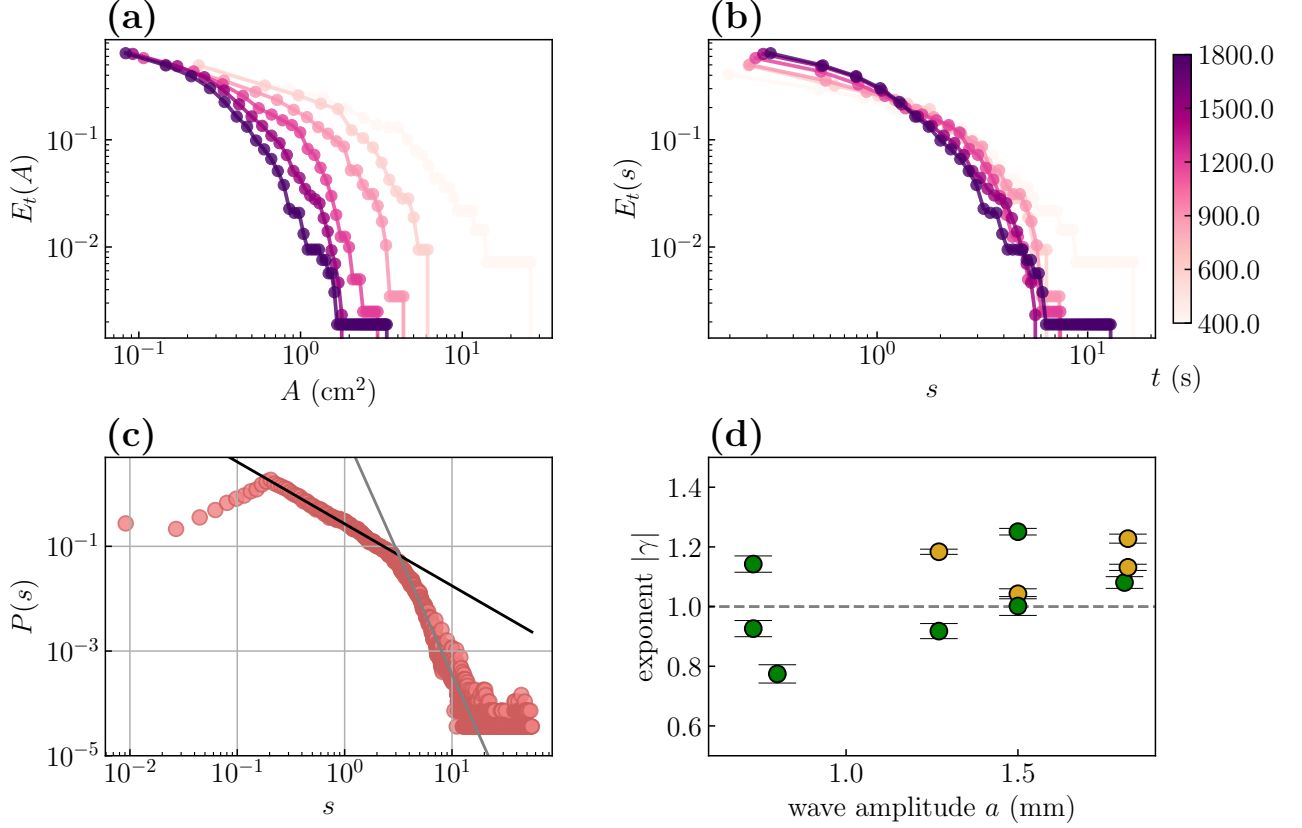 (a)
(b)
E_t(A)
10^{-1}
10^{-2}
10^{-1}
10^{0}
10^{1}
A (cm^2)
E_t(s)
10^{-1}
10^{-2}
10^{0}
10^{1}
s
1800.0
1500.0
1200.0
900.0
600.0
400.0
t (s)
(c)
(d)
P(s)
10^{-1}
10^{-3}
10^{-5}
10^{-2}
10^{-1}
10^{0}
10^{1}
s
exponent |γ|
1.4
1.2
1.0
0.8
0.6
1.0
1.5
wave amplitude a (mm)